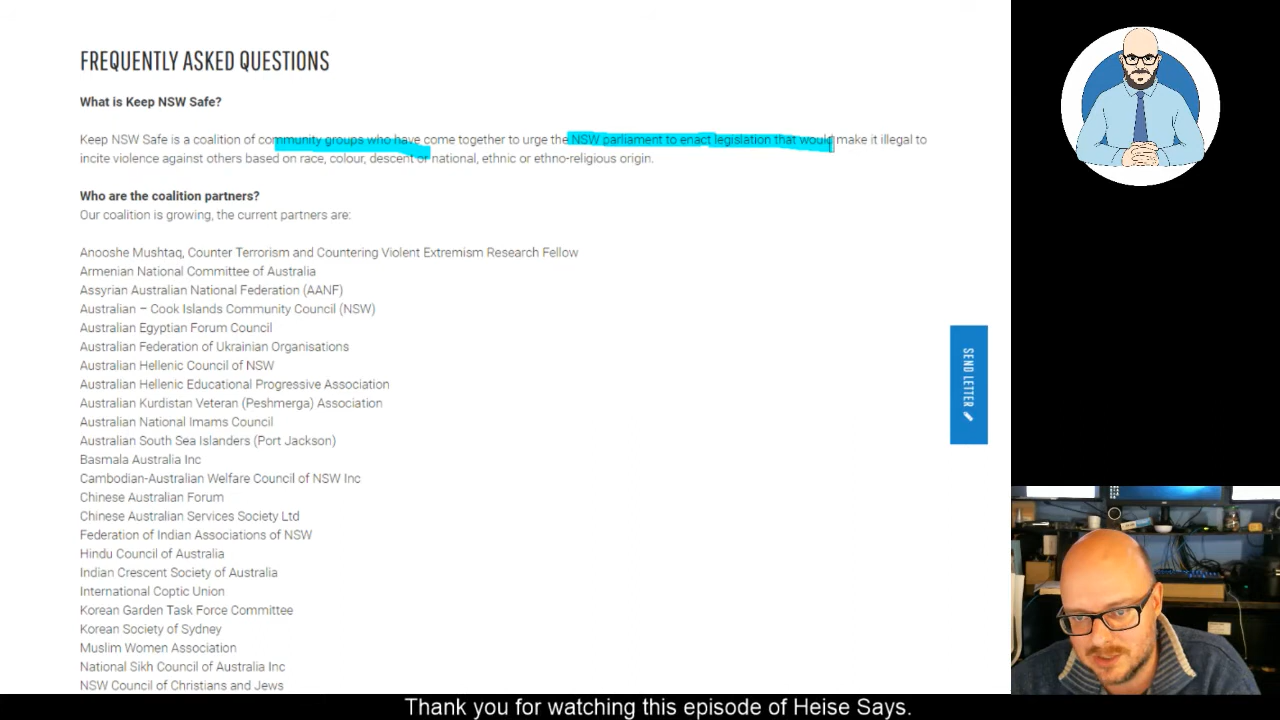 FREQUENTLY ASKED QUESTIONS
What is Keep NSW Safe?
Keep NSW Safe is a coalition of community groups who have come together to urge the NSW parliament to enact legislation that would make it illegal to
incite violence against others based on race, colour, descent or national, ethnic or ethno-religious origin.
Who are the coalition partners?
Our coalition is growing, the current partners are:
Anooshe Mushtaq, Counter Terrorism and Countering Violent Extremism Research Fellow
Armenian National Committee of Australia
Assyrian Australian National Federation (AANF)
Australian – Cook Islands Community Council (NSW)
Australian Egyptian Forum Council
Australian Federation of Ukrainian Organisations
Australian Hellenic Council of NSW
Australian Hellenic Educational Progressive Association
Australian Kurdistan Veteran (Peshmerga) Association
Australian National Imams Council
Australian South Sea Islanders (Port Jackson)
Basmala Australia Inc
Cambodian-Australian Welfare Council of NSW Inc
Chinese Australian Forum
Chinese Australian Services Society Ltd
Federation of Indian Associations of NSW
Hindu Council of Australia
Indian Crescent Society of Australia
International Coptic Union
Korean Garden Task Force Committee
Korean Society of Sydney
Muslim Women Association
National Sikh Council of Australia Inc
NSW Council of Christians and Jews
SEND LETTER
Thank you for watching this episode of Heise Says.